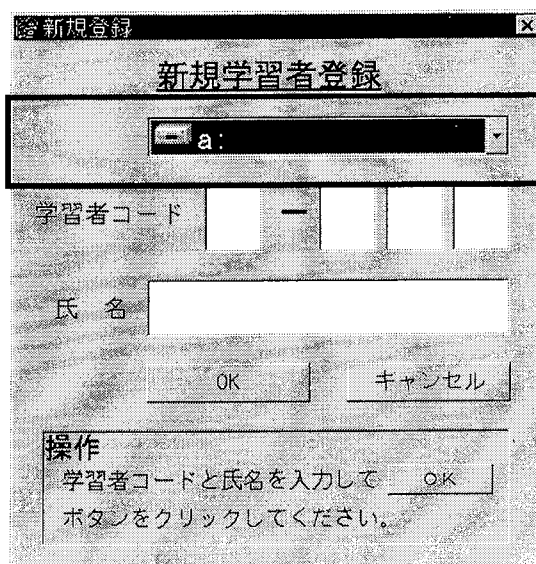 新規登録
新規学習者登録
a:
学習者コード ー
氏 名
OK キャンセル
操作
学習者コードと氏名を入力して OK
ボタンをクリックしてください。